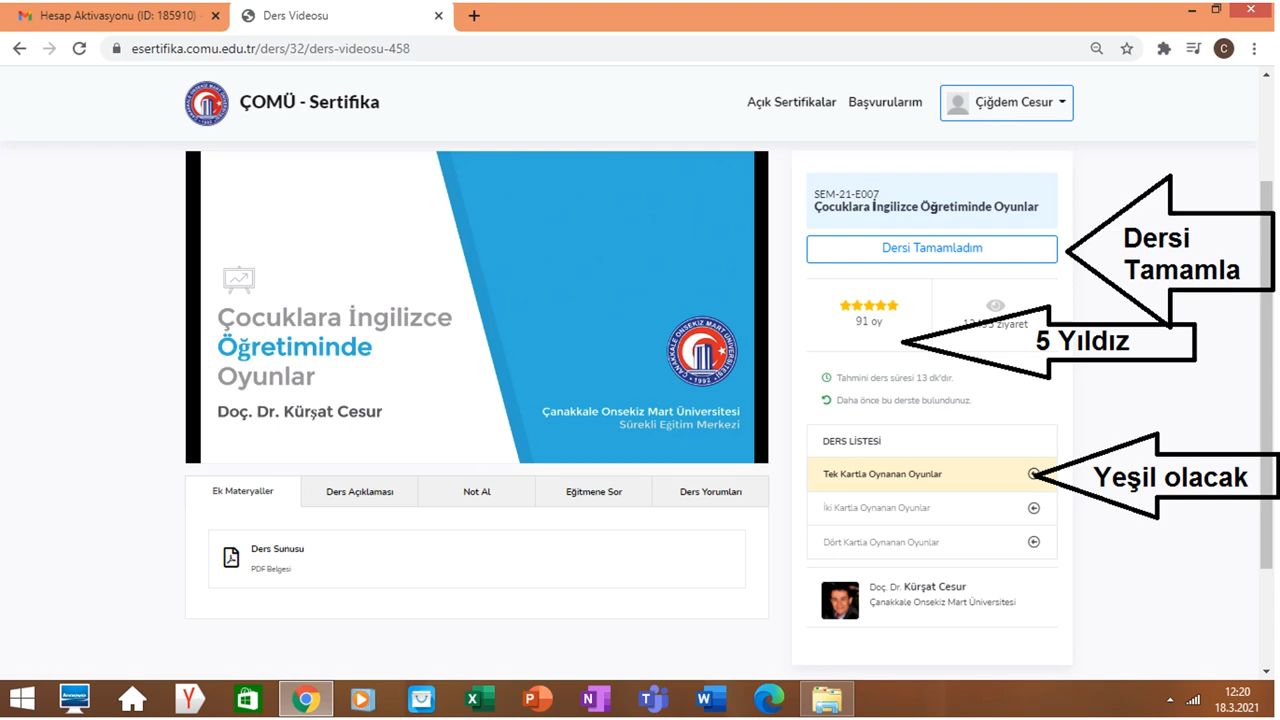 Hesap Aktivasyonu (ID: 185910)
Ders Videosu
esertifika.comu.edu.tr/ders/32/ders-videosu-458
C
ÇOMÜ - Sertifika
Açık Sertifikalar
Başvurularım
Çiğdem Cesur
Çocuklara İngilizce
Öğretiminde
Oyunlar
Doç. Dr. Kürşat Cesur
1992
Çanakkale Onsekiz Mart Üniversitesi
Sürekli Eğitim Merkezi
SEM-21-E007
Çocuklara İngilizce Öğretiminde Oyunlar
Dersi Tamamladım
Dersi
Tamamla
91 oy
ziyaret
5 Yıldız
Tahmini ders süresi 13 dk'dır.
Daha önce bu derste bulundunuz.
DERS LİSTESİ
Tek Kartla Oynanan Oyunlar
Yeşil olacak
İki Kartla Oynanan Oyunlar
Dört Kartla Oynanan Oyunlar
Doç. Dr. Kürşat Cesur
Çanakkale Onsekiz Mart Üniversitesi
Ek Materyaller
Ders Açıklaması
Not Al
Eğitmene Sor
Ders Yorumları
Ders Sunusu
PDF Belgesi
12:20
18.3.2021